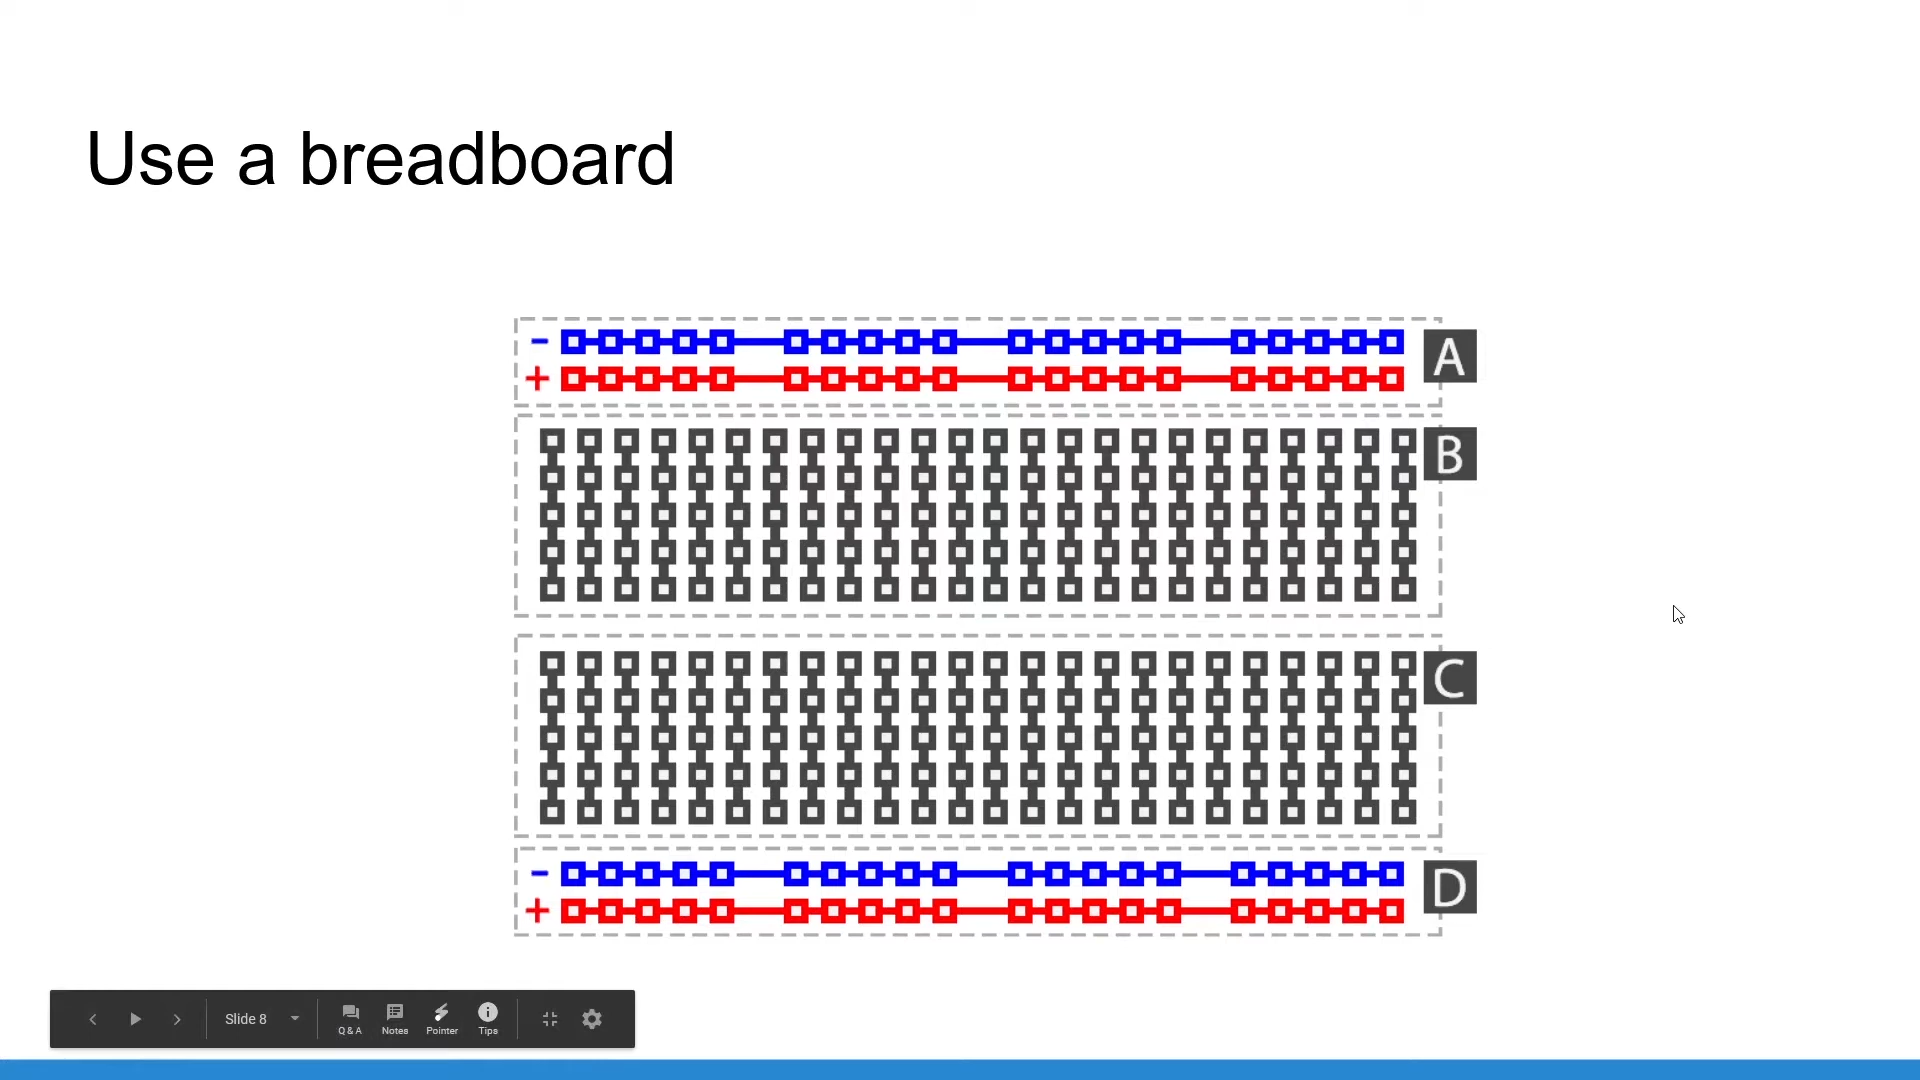 Use a breadboard
-
+
A
B
C
-
+
D
Slide 8
Q & A
Notes
Pointer
Tips